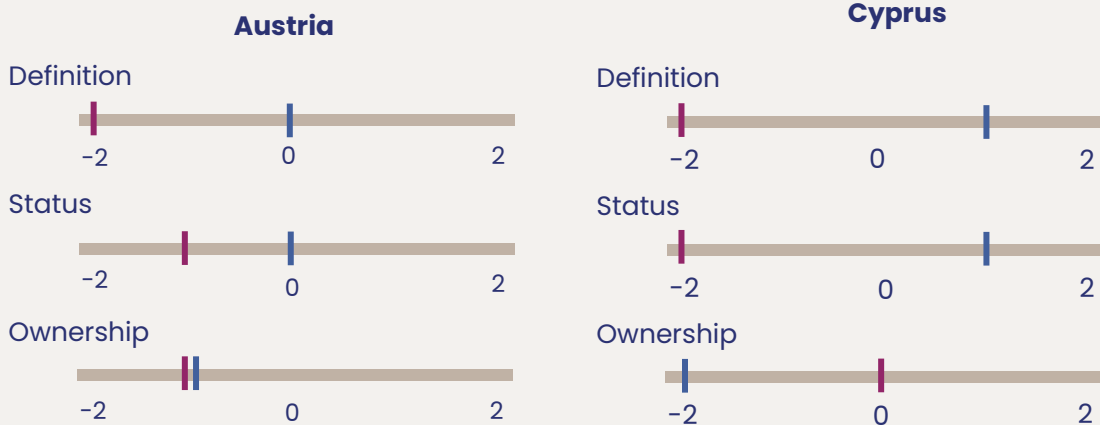 Austria
Definition
-2 0 2
Status
-2 0 2
Ownership
-2 0 2
Cyprus
Definition
-2 0 2
Status
-2 0 2
Ownership
-2 0 2